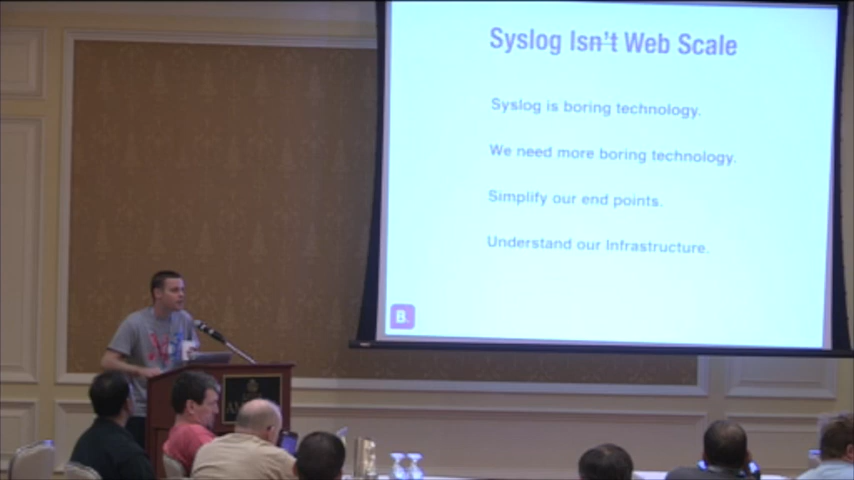 Syslog Isn't Web Scale
Syslog is boring technology.
We need more boring technology.
Simplify our end points.
Understand our Infrastructure.
B.